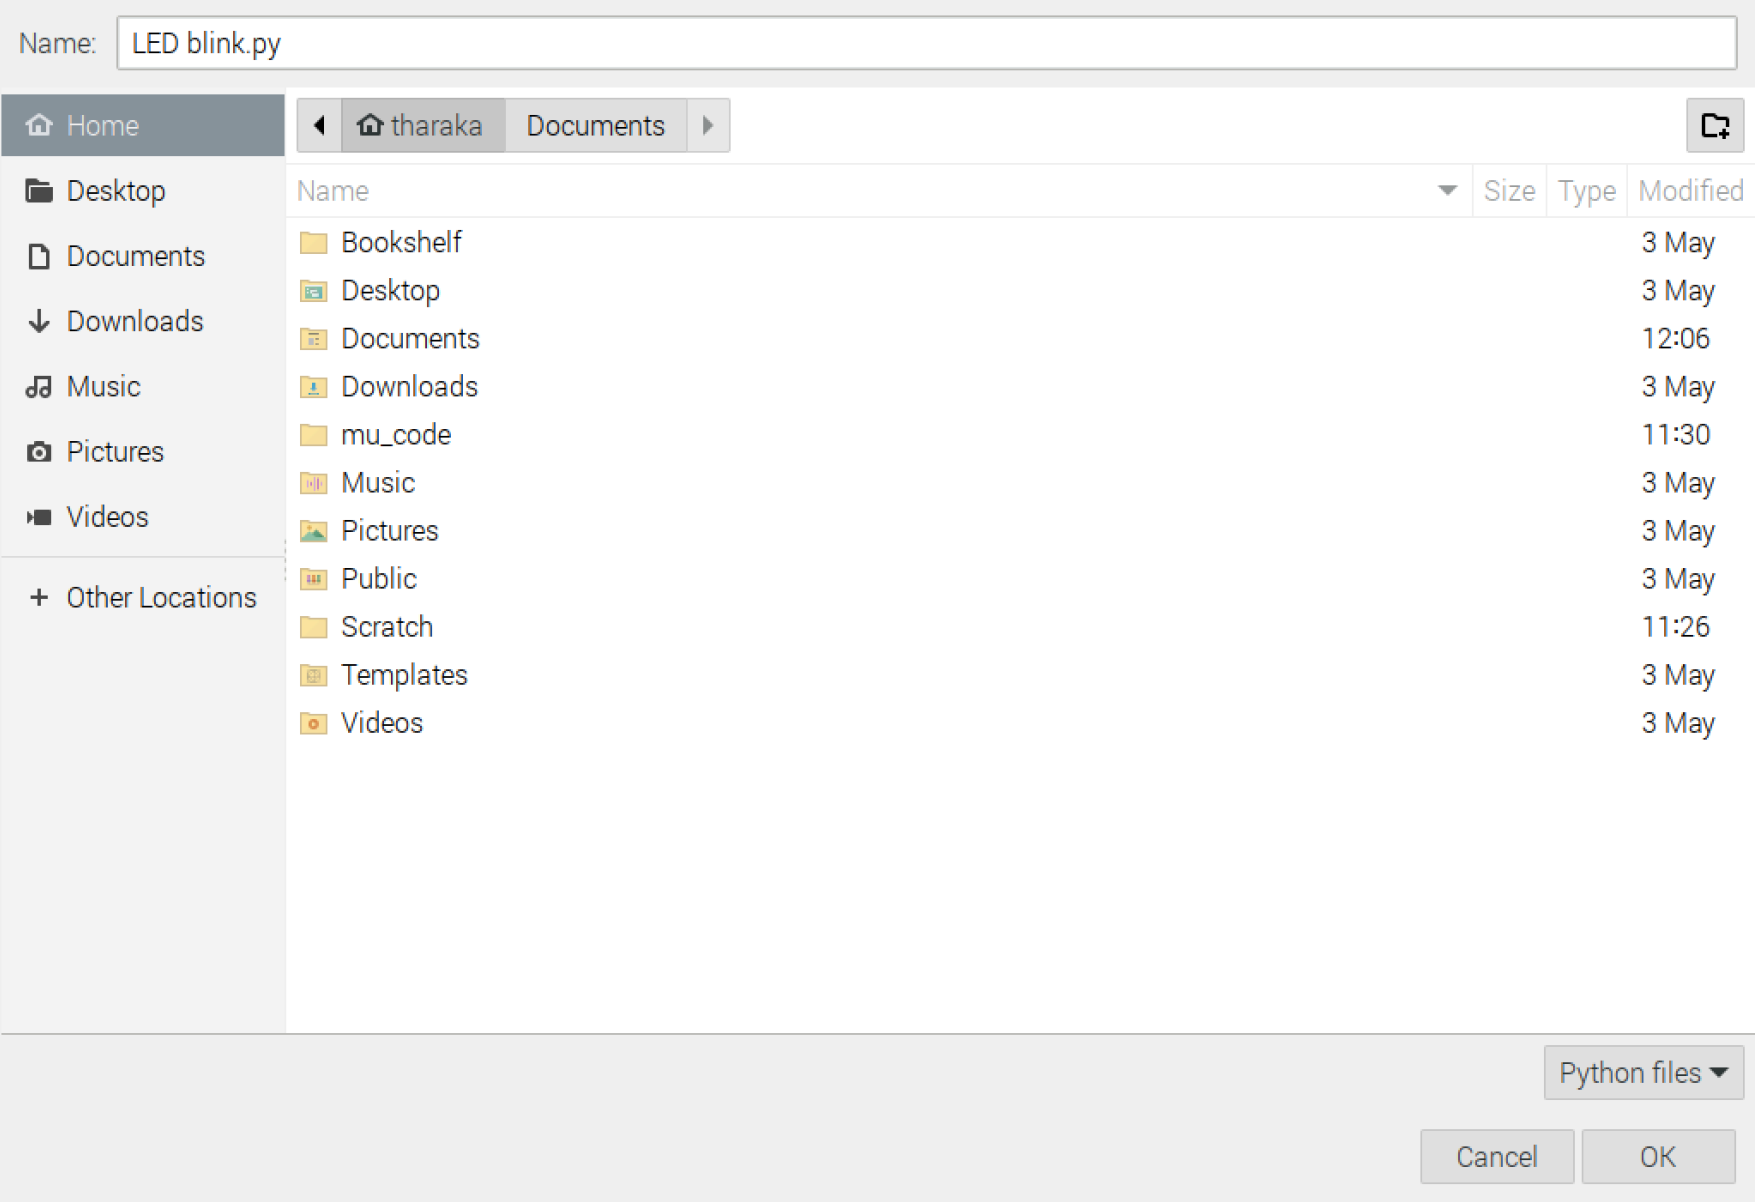 Name: LED blink.py
Home
Desktop
Documents
Downloads
Music
Pictures
Videos
Other Locations
tharaka Documents
Name Size Type Modified
Bookshelf 3 May
Desktop 3 May
Documents 12:06
Downloads 3 May
mu_code 11:30
Music 3 May
Pictures 3 May
Public 3 May
Scratch 11:26
Templates 3 May
Videos 3 May
Python files
Cancel OK